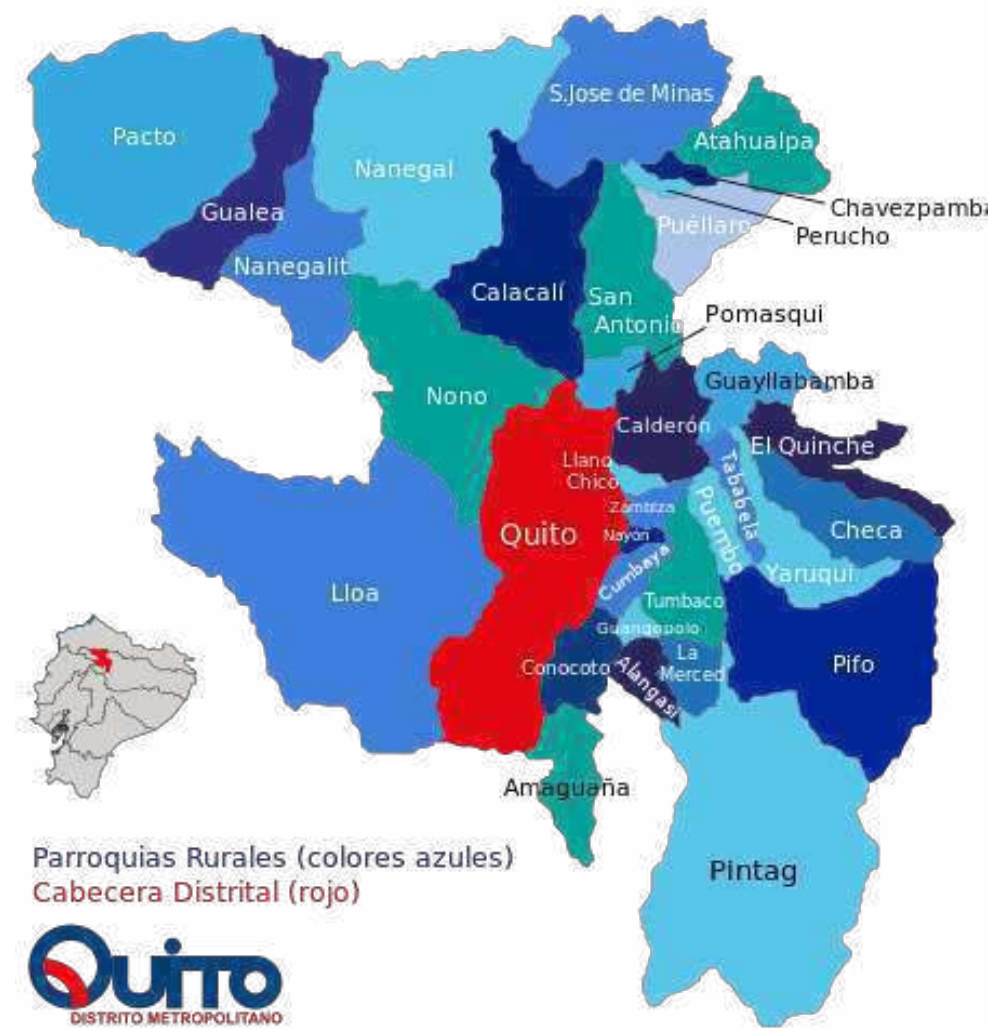 S.Jose de Minas
Pacto
Atahualpa
Nanegal
Gualea
Chavezpamba
Puéllaro
Perucho
Nanegalit
Calacalí
San
Antonio
Pomasqui
Nono
Guayllabamba
Calderón
El Quinche
Llano
Chico
Tababela
Puembo
Zambiza
Checa
Quito
Nayón
Cumbaya
Yaruqui
Lloa
Tumbaco
Guangopolo
La
Merced
Conocoto
Alangasi
Pifo
Amaguaña
Pintag
Parroquias Rurales (colores azules)
Cabecera Distrital (rojo)
QUITO
DISTRITO METROPOLITANO